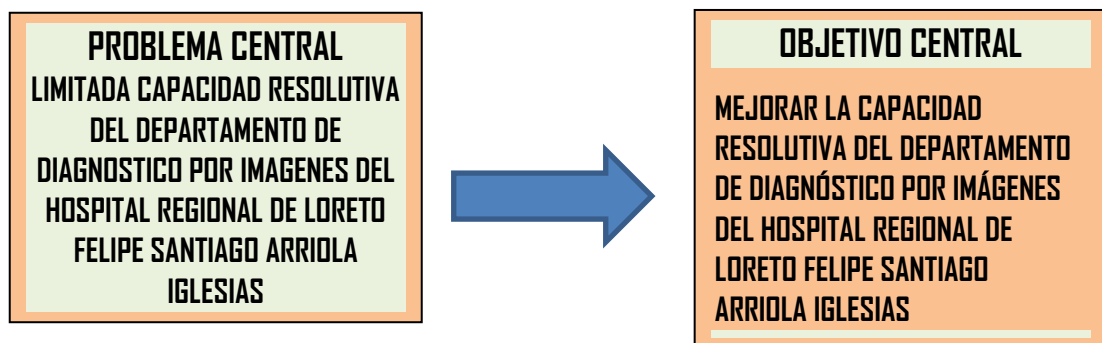 PROBLEMA CENTRAL
LIMITADA CAPACIDAD RESOLUTIVA
DEL DEPARTAMENTO DE
DIAGNOSTICO POR IMAGENES DEL
HOSPITAL REGIONAL DE LORETO
FELIPE SANTIAGO ARRIOLA
IGLESIAS
OBJETIVO CENTRAL
MEJORAR LA CAPACIDAD
RESOLUTIVA DEL DEPARTAMENTO
DE DIAGNÓSTICO POR IMÁGENES
DEL HOSPITAL REGIONAL DE
LORETO FELIPE SANTIAGO
ARRIOLA IGLESIAS